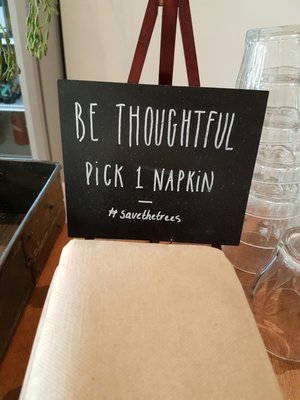 BE THOUGHTFUL
PICK 1 NAPKIN
—
#savethetrees